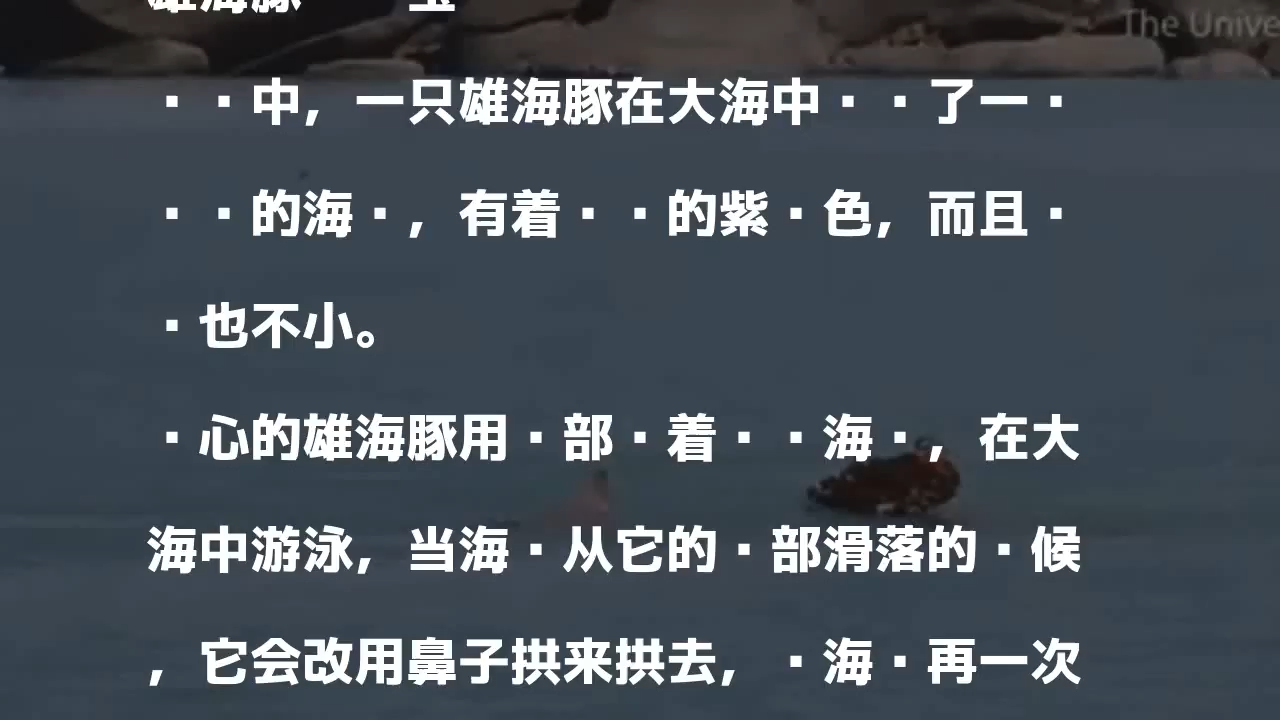 The Unive
··中，一只雄海豚在大海中··了一·
··的海·，有着··的紫·色，而且·
·也不小。
·心的雄海豚用·部·着··海·，在大
海中游泳，当海·从它的·部滑落的·候
，它会改用鼻子拱来拱去，·海·再一次